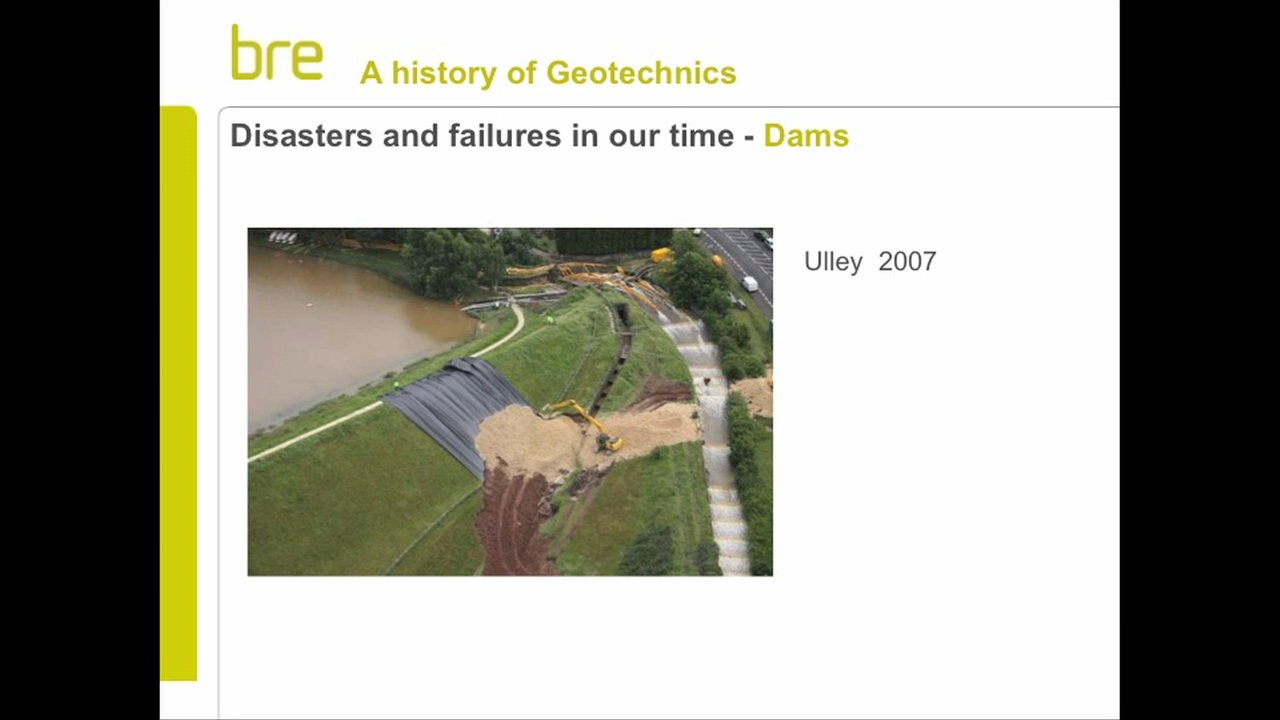 bre
A history of Geotechnics
Disasters and failures in our time - Dams
Ulley 2007